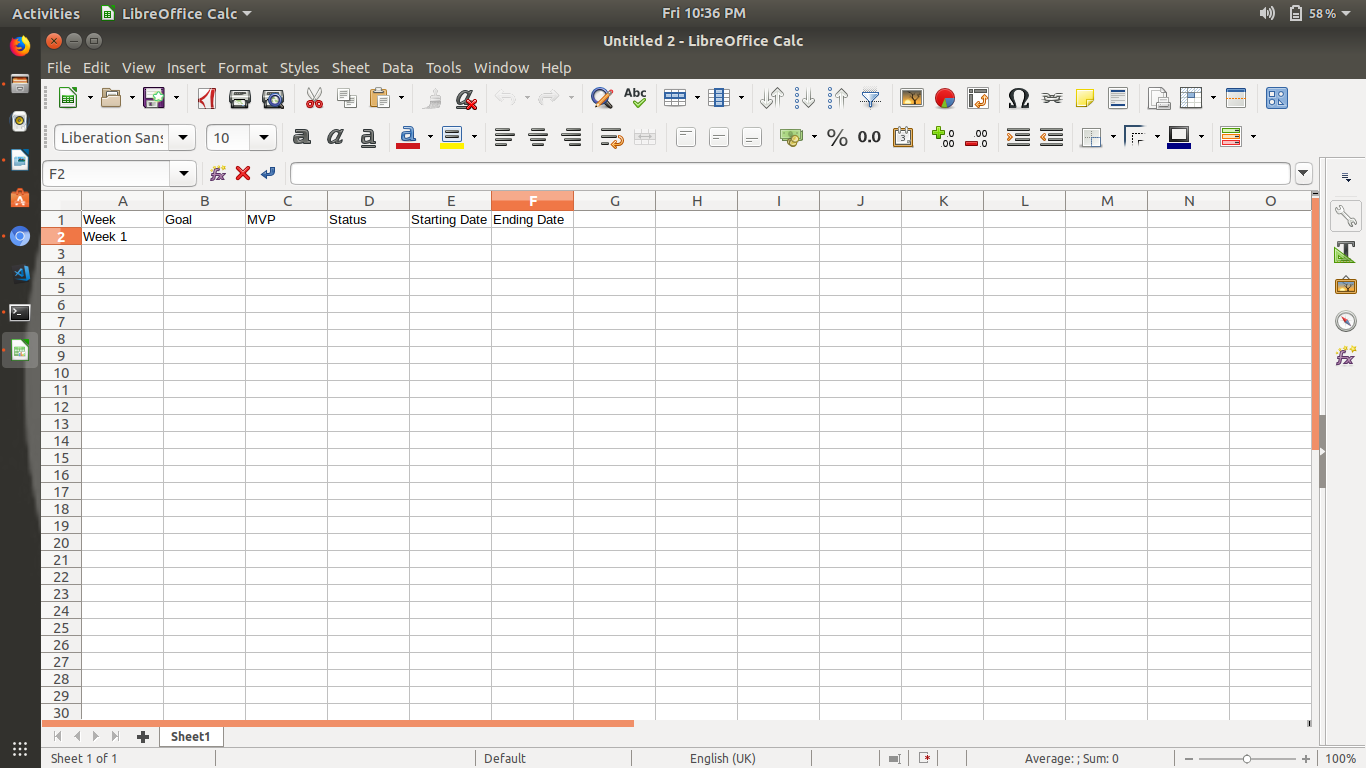 Activities LibreOffice Calc Fri 10:36 PM 58%
Untitled 2 - LibreOffice Calc
File Edit View Insert Format Styles Sheet Data Tools Window Help
Abc
Liberation Sans 10 a a a a % 0.0
F2
A B C D E F G H I J K L M N O
1 Week Goal MVP Status Starting Date Ending Date
2 Week 1
3
4
5
6
7
8
9
10
11
12
13
14
15
16
17
18
19
20
21
22
23
24
25
26
27
28
29
30
Sheet1
Sheet 1 of 1 Default English (UK) Average: ; Sum: 0 100%